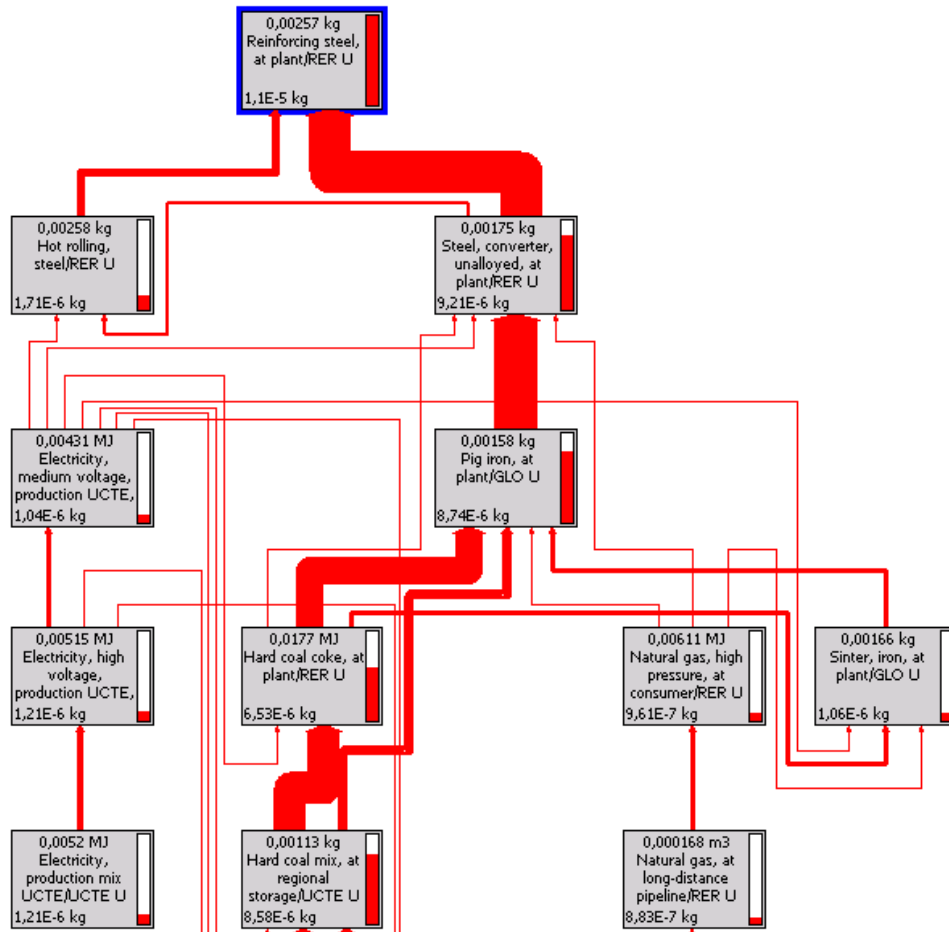 0,00257 kg
Reinforcing steel,
at plant/RER U
1,1E-5 kg
0,00258 kg
Hot rolling,
steel/RER U
1,71E-6 kg
0,00175 kg
Steel, converter,
unalloyed, at
plant/RER U
9,21E-6 kg
0,00431 MJ
Electricity,
medium voltage,
production UCTE,
1,04E-6 kg
0,00158 kg
Pig iron, at
plant/GLO U
8,74E-6 kg
0,00515 MJ
Electricity, high
voltage,
production UCTE,
1,21E-6 kg
0,0177 MJ
Hard coal coke, at
plant/RER U
6,53E-6 kg
0,00611 MJ
Natural gas, high
pressure, at
consumer/RER U
9,61E-7 kg
0,00166 kg
Sinter, iron, at
plant/GLO U
1,06E-6 kg
0,0052 MJ
Electricity,
production mix
UCTE/UCTE U
1,21E-6 kg
0,00113 kg
Hard coal mix, at
regional
storage/UCTE U
8,58E-6 kg
0,000168 m3
Natural gas, at
long-distance
pipeline/RER U
8,83E-7 kg